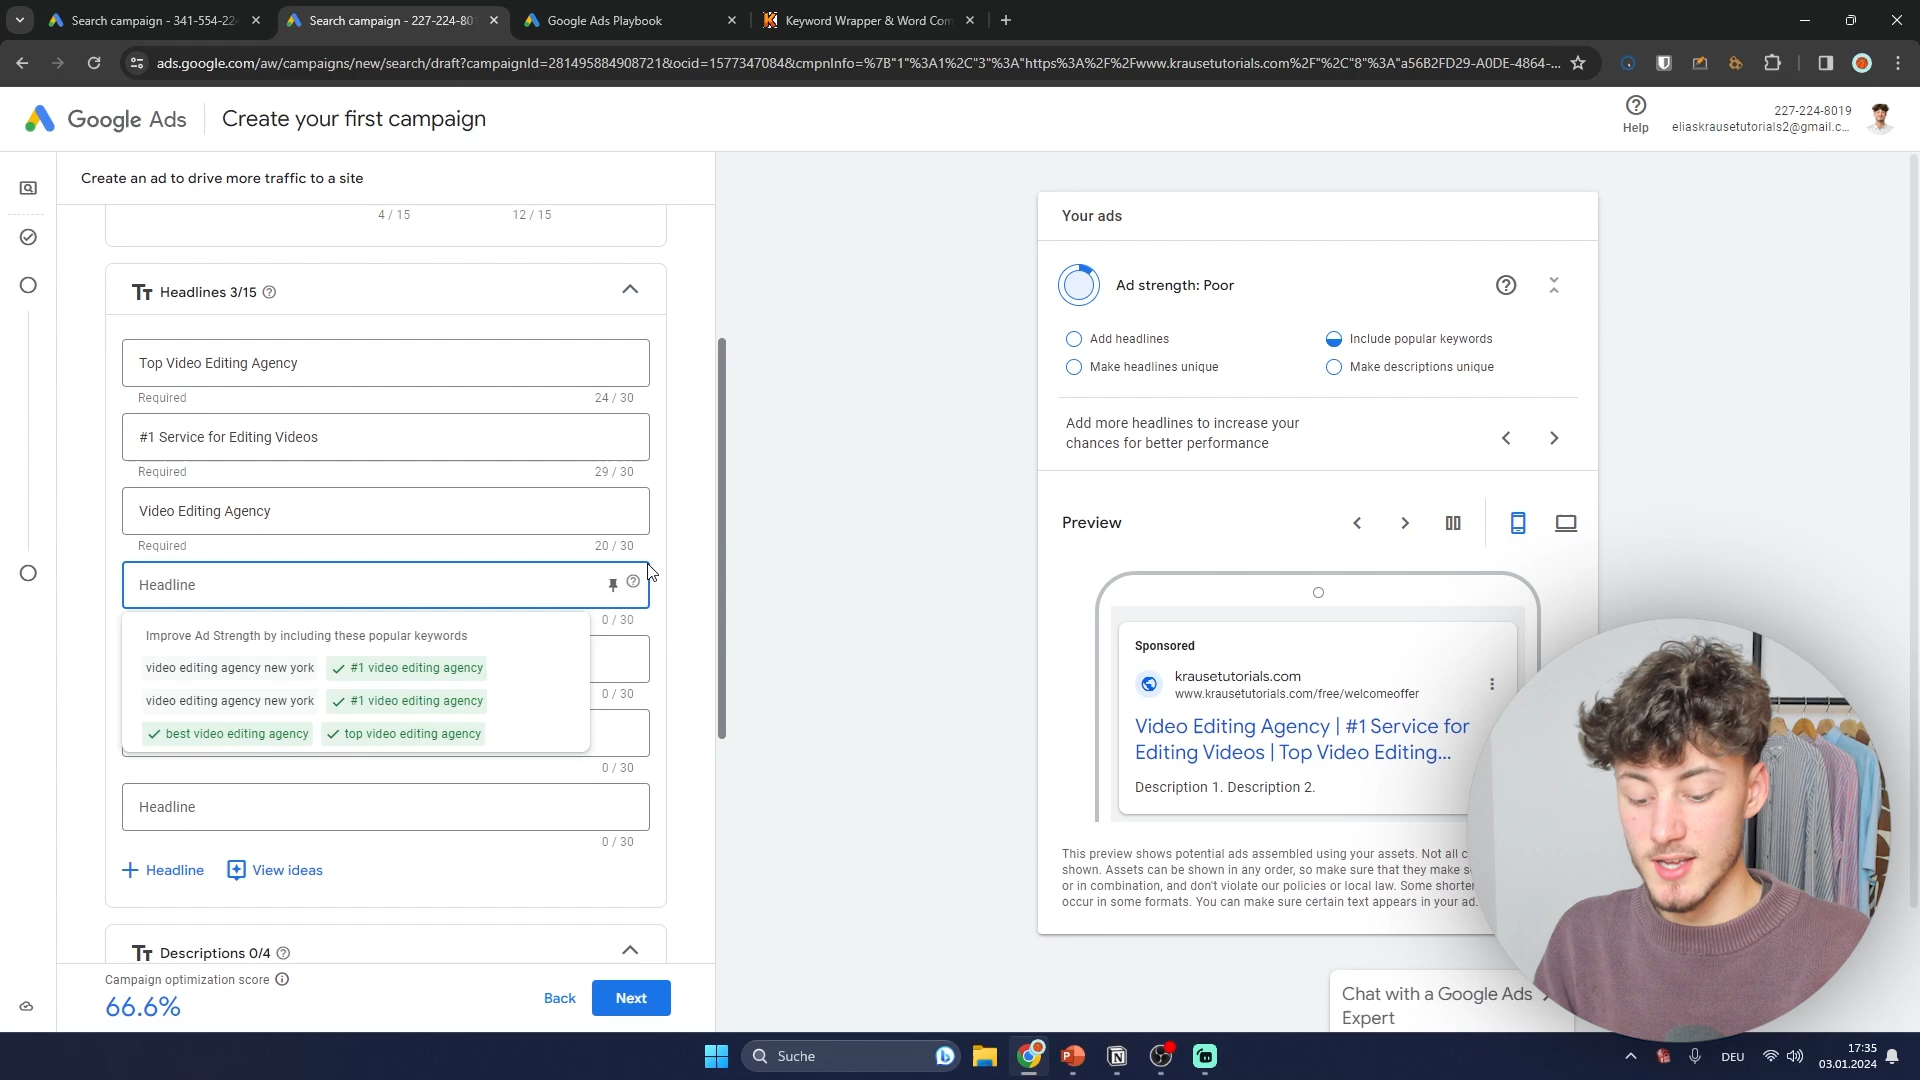 Search campaign - 341-554-22
Search campaign - 227-224-80
Google Ads Playbook
Keyword Wrapper & Word Com
ads.google.com/aw/campaigns/new/search/draft?campaignId=281495884908721&ocid=1577347084&cmpnInfo=%7B"1"%3A1%2C"3"%3A"https%3A%2F%2Fwww.krausetutorials.com%2F"%2C"8"%3A"a56B2FD29-A0DE-4864-...
Google Ads
Create your first campaign
Help
227-224-8019
eliaskrausetutorials2@gmail.c...
Create an ad to drive more traffic to a site
4 / 15
12 / 15
Headlines 3/15
Top Video Editing Agency
Required
24 / 30
#1 Service for Editing Videos
Required
29 / 30
Video Editing Agency
Required
20 / 30
Headline
0 / 30
Improve Ad Strength by including these popular keywords
video editing agency new york
#1 video editing agency
0 / 30
video editing agency new york
#1 video editing agency
best video editing agency
top video editing agency
0 / 30
Headline
0 / 30
Headline
View ideas
Descriptions 0/4
Campaign optimization score
66.6%
Back
Next
Your ads
Ad strength: Poor
Add headlines
Include popular keywords
Make headlines unique
Make descriptions unique
Add more headlines to increase your
chances for better performance
Preview
Sponsored
krausetutorials.com
www.krausetutorials.com/free/welcomeoffer
Video Editing Agency | #1 Service for
Editing Videos | Top Video Editing...
Description 1. Description 2.
This preview shows potential ads assembled using your assets. Not all c
shown. Assets can be shown in any order, so make sure that they make s
or in combination, and don't violate our policies or local law. Some shorter
occur in some formats. You can make sure certain text appears in your ad.
Chat with a Google Ads
Expert
Suche
DEU
17:35
03.01.2024